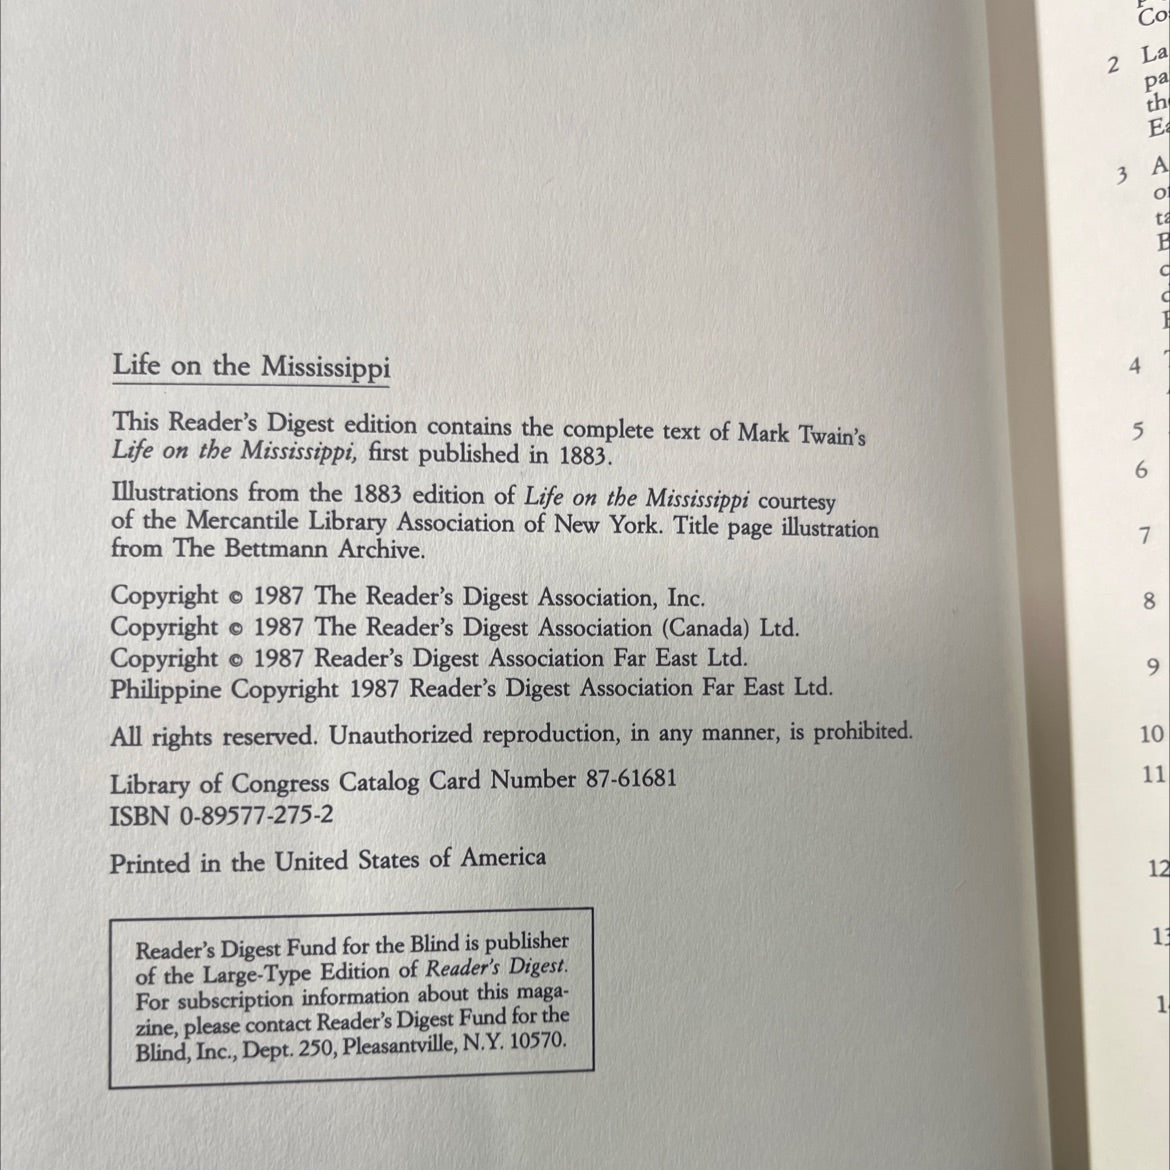 Life on the Mississippi
This Reader's Digest edition contains the complete text of Mark Twain's
Life on the Mississippi, first published in 1883.
Illustrations from the 1883 edition of Life on the Mississippi courtesy
of the Mercantile Library Association of New York. Title page illustration
from The Bettmann Archive.
Copyright © 1987 The Reader's Digest Association, Inc.
Copyright © 1987 The Reader's Digest Association (Canada) Ltd.
Copyright © 1987 Reader's Digest Association Far East Ltd.
Philippine Copyright 1987 Reader's Digest Association Far East Ltd.
All rights reserved. Unauthorized reproduction, in any manner, is prohibited.
Library of Congress Catalog Card Number 87-61681
ISBN 0-89577-275-2
Printed in the United States of America
Reader's Digest Fund for the Blind is publisher
of the Large-Type Edition of Reader's Digest.
For subscription information about this maga-
zine, please contact Reader's Digest Fund for the
Blind, Inc., Dept. 250, Pleasantville, N.Y. 10570.
2
3
4
5
6
7
8
9
10
11
12